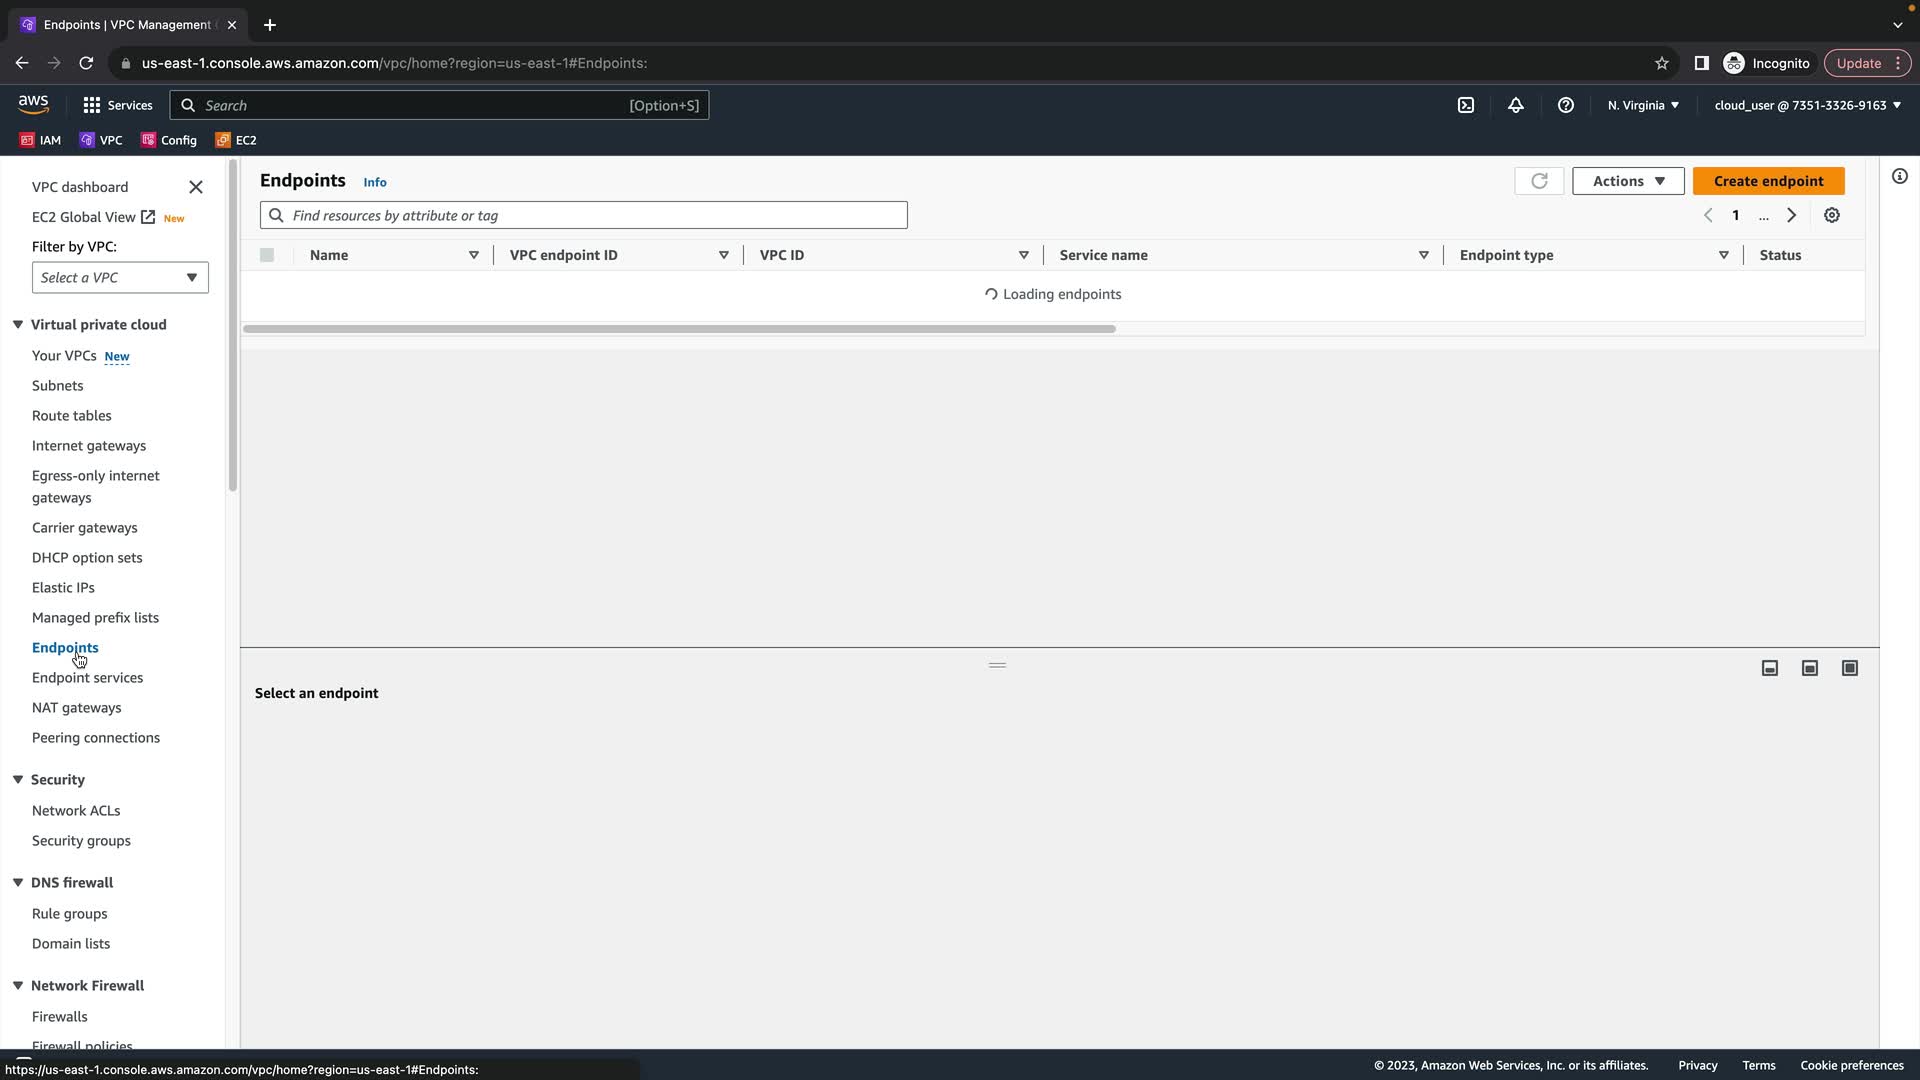 Endpoints | VPC Management
us-east-1.console.aws.amazon.com/vpc/home?region=us-east-1#Endpoints:
Incognito
Update
aws
Services
Search
[Option+S]
N. Virginia
cloud_user @ 7351-3326-9163
IAM
VPC
Config
EC2
VPC dashboard
EC2 Global View
New
Filter by VPC:
Select a VPC
Virtual private cloud
Your VPCs
New
Subnets
Route tables
Internet gateways
Egress-only internet
gateways
Carrier gateways
DHCP option sets
Elastic IPs
Managed prefix lists
Endpoints
Endpoint services
NAT gateways
Peering connections
Security
Network ACLs
Security groups
DNS firewall
Rule groups
Domain lists
Network Firewall
Firewalls
Firewall policies
Endpoints
Info
Actions
Create endpoint
Find resources by attribute or tag
1
...
Name
VPC endpoint ID
VPC ID
Service name
Endpoint type
Status
Loading endpoints
Select an endpoint
https://us-east-1.console.aws.amazon.com/vpc/home?region=us-east-1#Endpoints:
© 2023, Amazon Web Services, Inc. or its affiliates.
Privacy
Terms
Cookie preferences